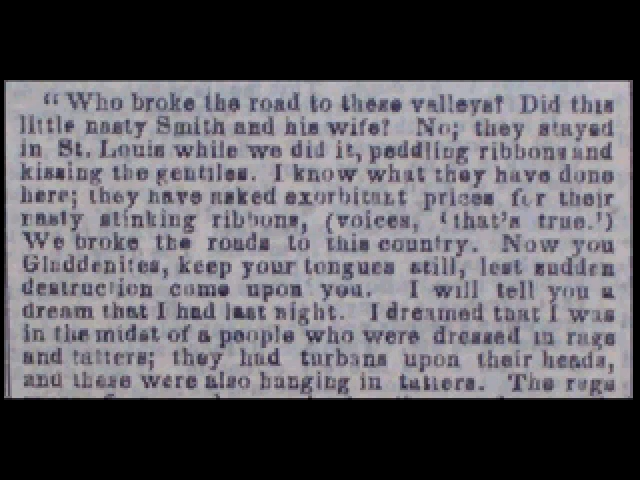 “Who broke the road to these valleys? Did this
little nasty Smith and his wife? No; they stayed
in St. Louis while we did it, peddling ribbons and
kissing the gentiles. I know what they have done
here; they have asked exorbitant prices for their
nasty stinking ribbons, (voices, ‘that's true.’)
We broke the roads to this country. Now you
Gladdenites, keep your tongues still, lest sudden
destruction come upon you. I will tell you a
dream that I had last night. I dreamed that I was
in the midst of a people who were dressed in rags
and tatters; they had turbans upon their heads,
and these were also hanging in tatters. The rags